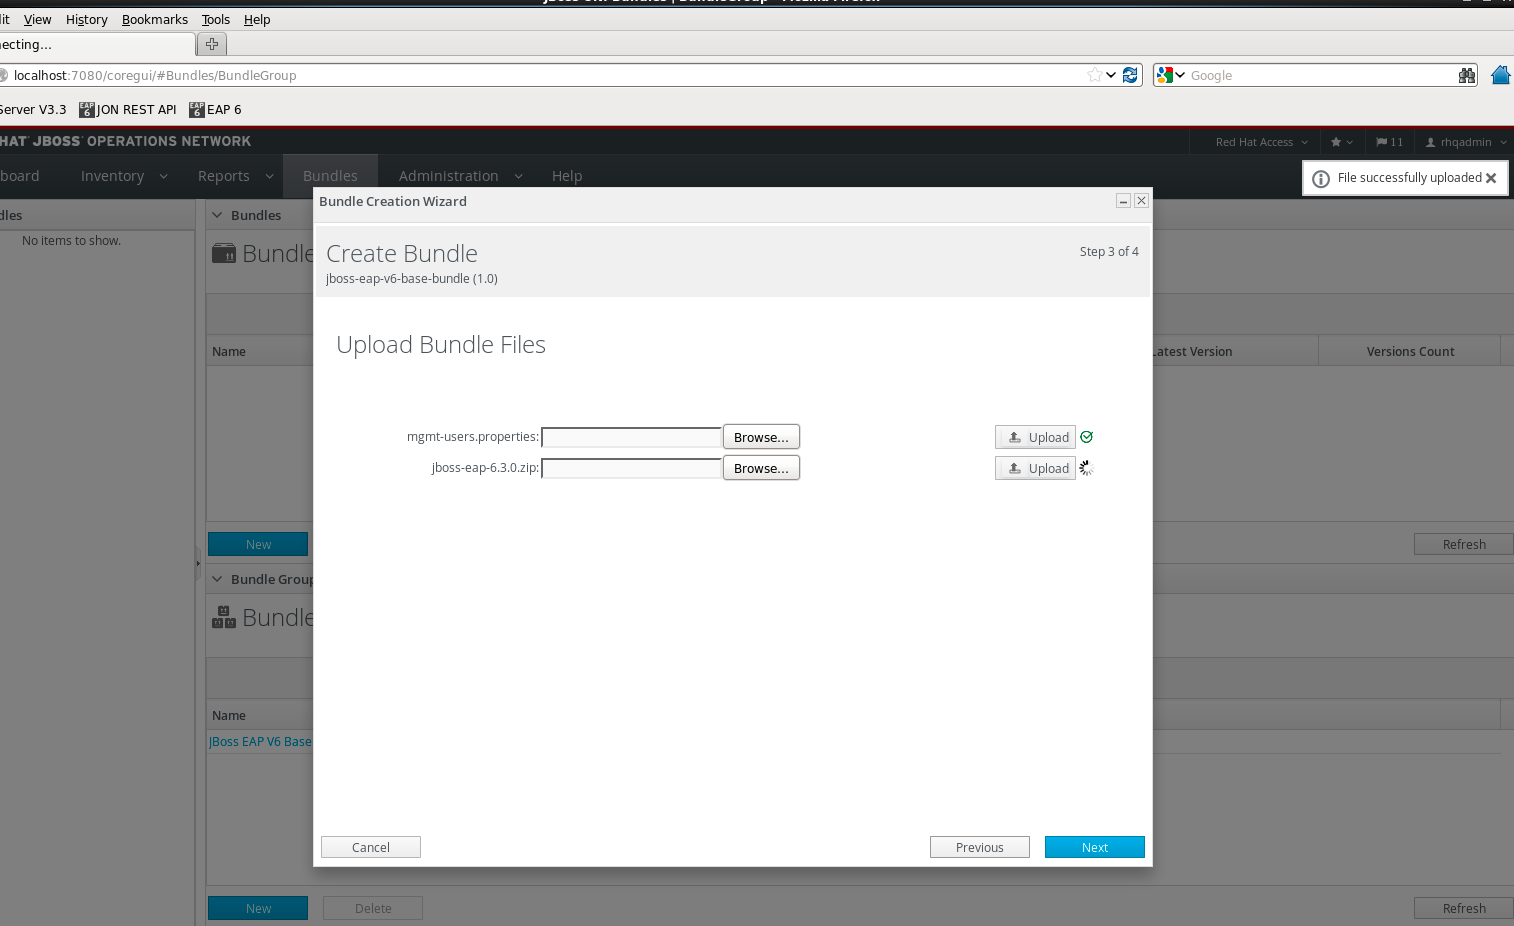 it View History Bookmarks Tools Help
necting...
localhost:7080/coregui/#Bundles/BundleGroup
Google
Server V3.3 EAP 6 JON REST API EAP 6 EAP 6
HAT JBOSS OPERATIONS NETWORK
Red Hat Access 11 rhqadmin
board Inventory Reports Bundles Administration Help
File successfully uploaded
dles
No items to show.
Bundles
Bundle
Name Latest Version Versions Count
New Refresh
Bundle Group
Bundle
Name
JBoss EAP V6 Base
New Delete Refresh
Bundle Creation Wizard
Create Bundle
Step 3 of 4
jboss-eap-v6-base-bundle (1.0)
Upload Bundle Files
mgmt-users.properties: Browse... Upload
jboss-eap-6.3.0.zip: Browse... Upload
Cancel Previous Next